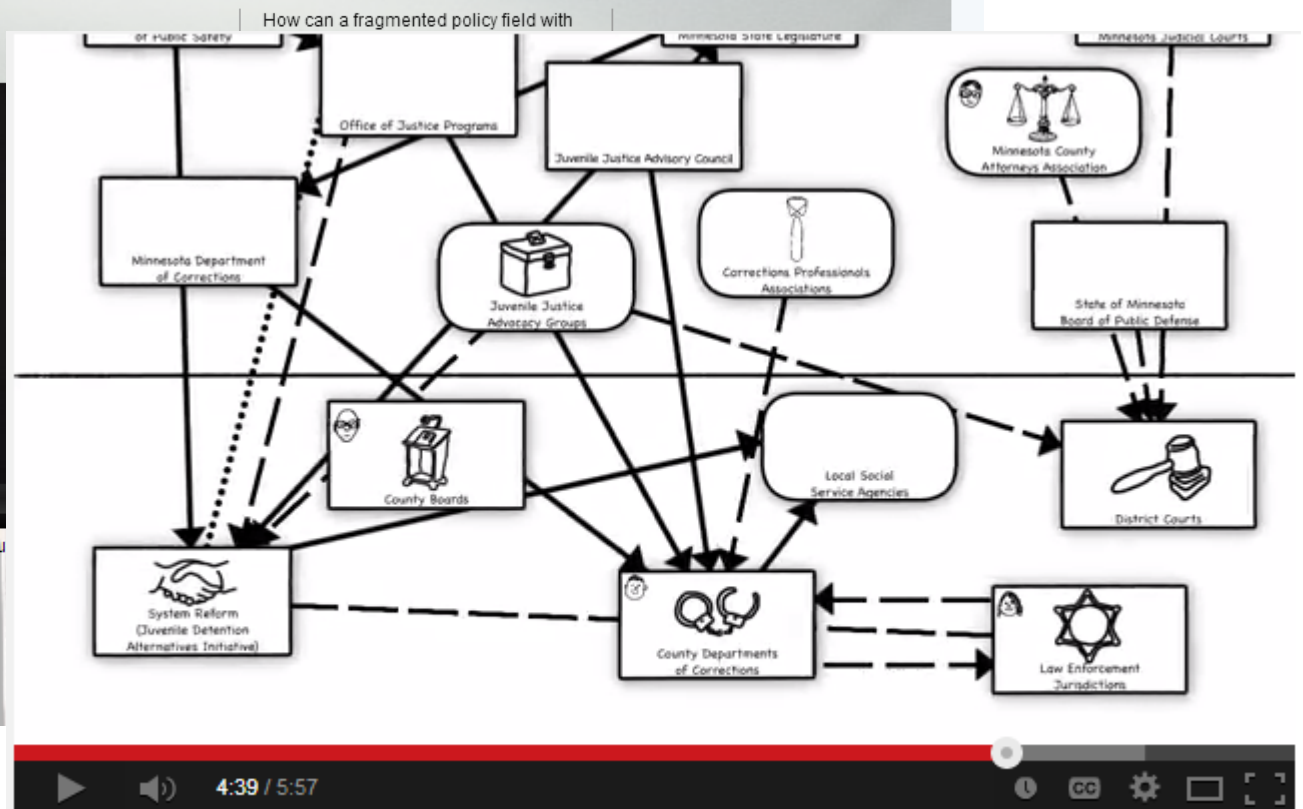 How can a fragmented policy field with
of Public Safety
Minnesota State Legislature
Minnesota Judicial Courts
Office of Justice Programs
Juvenile Justice Advisory Council
Minnesota County
Attorneys Association
Minnesota Department
of Corrections
Juvenile Justice
Advocacy Groups
Corrections Professionals
Associations
State of Minnesota
Board of Public Defense
County Boards
Local Social
Service Agencies
District Courts
System Reform
(Juvenile Detention
Alternatives Initiative)
County Departments
of Corrections
Law Enforcement
Jurisdictions
4:39 / 5:57
CC